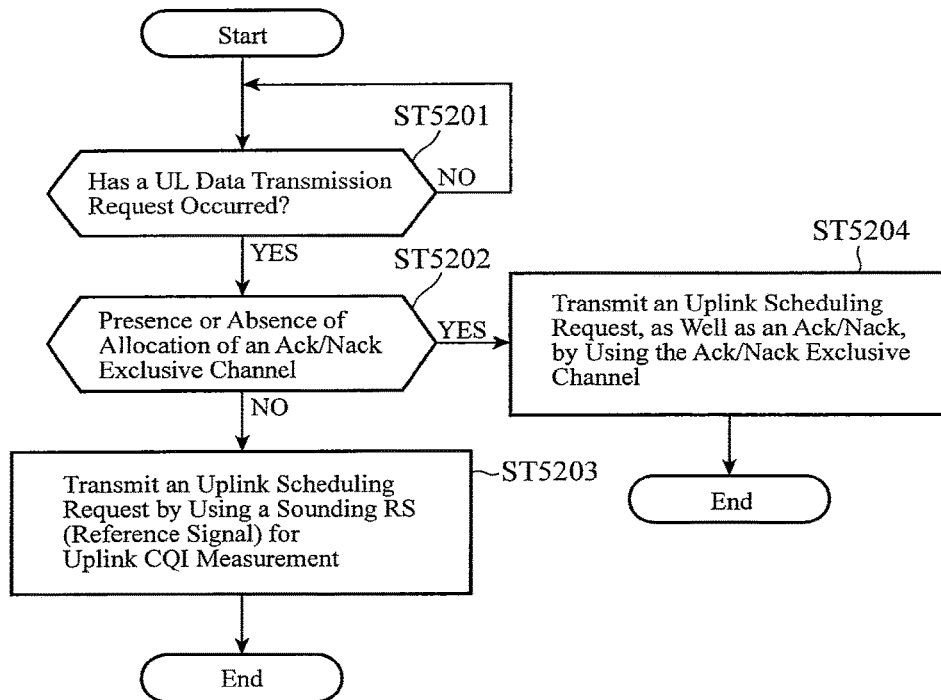 Start
ST5201
Has a UL Data Transmission
Request Occurred?
NO
YES
ST5202
Presence or Absence of
Allocation of an Ack/Nack
Exclusive Channel
YES
NO
ST5204
Transmit an Uplink Scheduling
Request, as Well as an Ack/Nack,
by Using the Ack/Nack Exclusive
Channel
End
ST5203
Transmit an Uplink Scheduling
Request by Using a Sounding RS
(Reference Signal) for
Uplink CQI Measurement
End